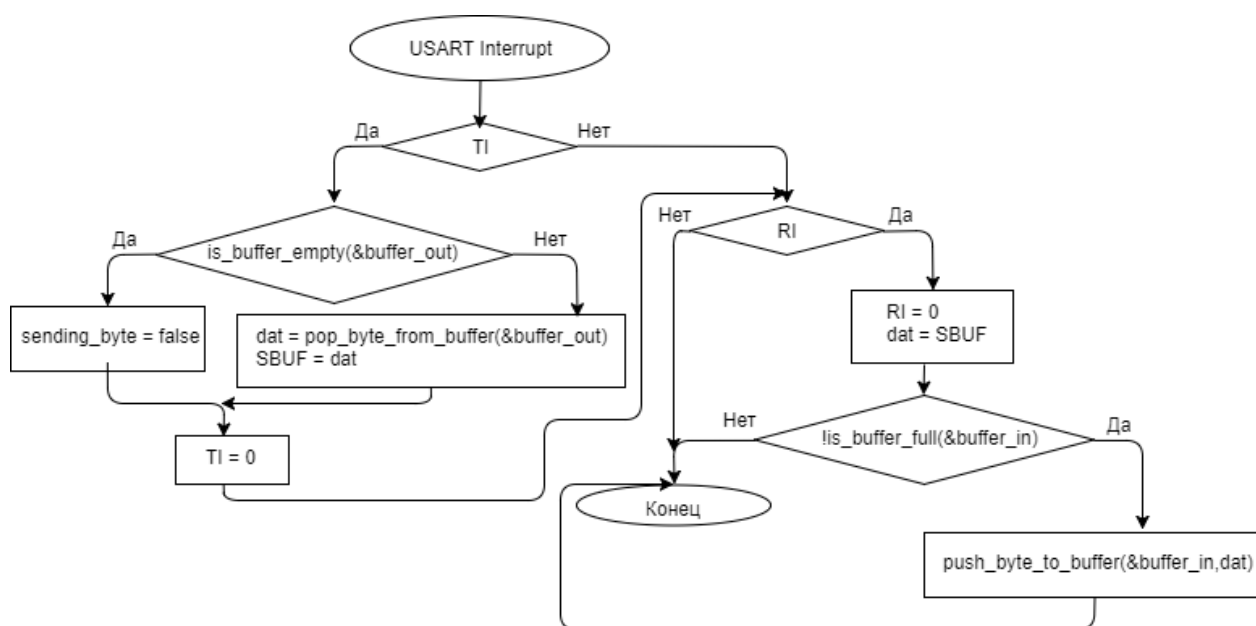 USART Interrupt
Да
Нет
TI
Нет
Да
RI
Да
Нет
is_buffer_empty(&buffer_out)
RI = 0
dat = SBUF
sending_byte = false
dat = pop_byte_from_buffer(&buffer_out)
SBUF = dat
Нет
Да
!is_buffer_full(&buffer_in)
TI = 0
Конец
push_byte_to_buffer(&buffer_in,dat)